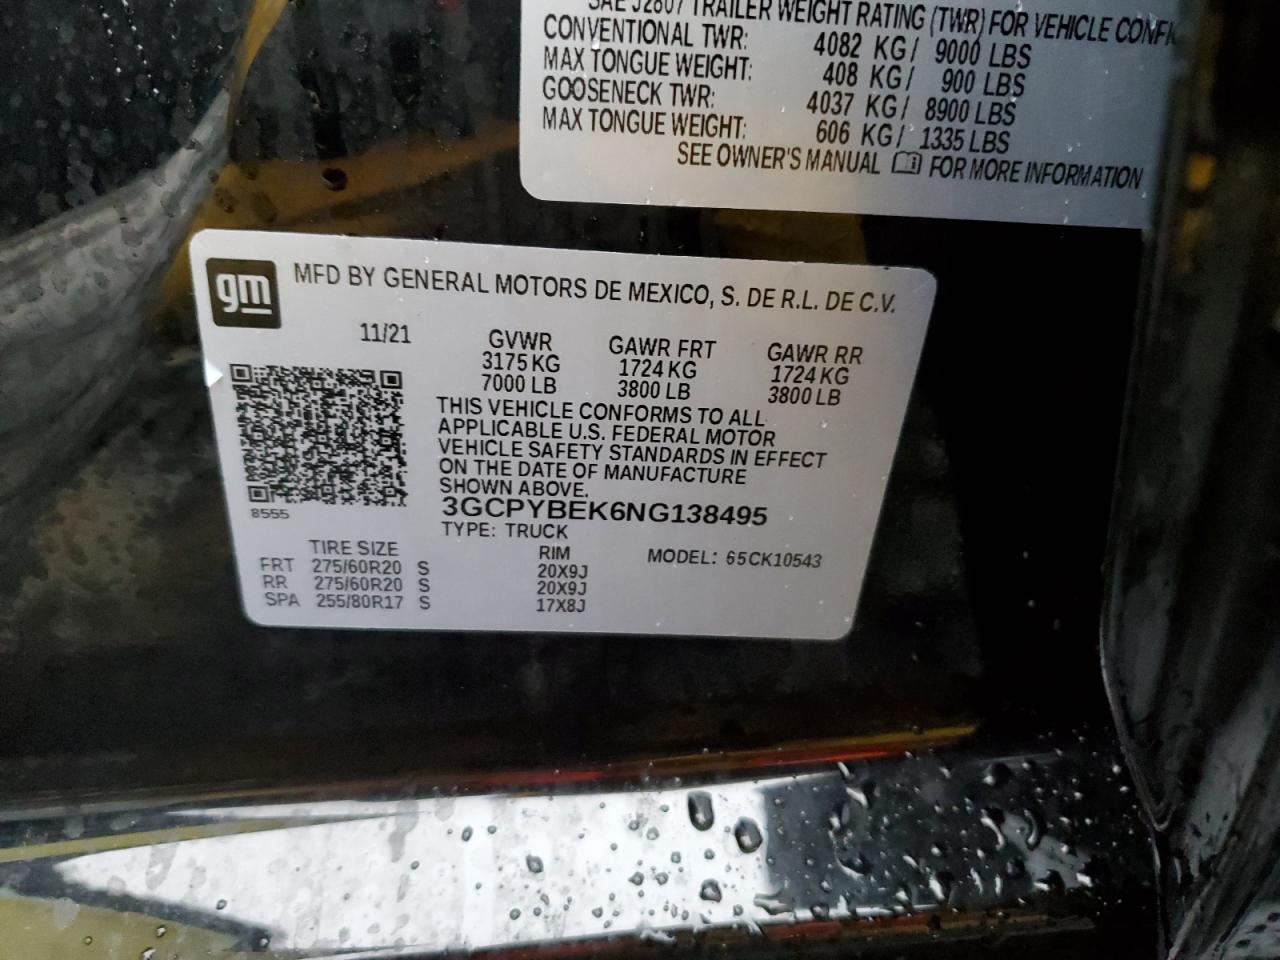 SAE J2807 TRAILER WEIGHT RATING (TWR) FOR VEHICLE
CONVENTIONAL TWR: 4082 KG/ 9000 LBS
MAX TONGUE WEIGHT: 408 KG/ 900 LBS
GOOSENECK TWR: 4037 KG/ 8900 LBS
MAX TONGUE WEIGHT: 606 KG/ 1335 LBS
SEE OWNER'S MANUAL FOR MORE INFORMATION
gm MFD BY GENERAL MOTORS DE MEXICO, S. DE R.L. DE C.V.
11/21 GVWR GAWR FRT GAWR RR
3175 KG 1724 KG 1724 KG
7000 LB 3800 LB 3800 LB
THIS VEHICLE CONFORMS TO ALL
APPLICABLE U.S. FEDERAL MOTOR
VEHICLE SAFETY STANDARDS IN EFFECT
ON THE DATE OF MANUFACTURE
SHOWN ABOVE.
8555 3GCPYBEK6NG138495
TYPE: TRUCK
TIRE SIZE RIM MODEL: 65CK10543
FRT 275/60R20 S 20X9J
RR 275/60R20 S 20X9J
SPA 255/80R17 S 17X8J